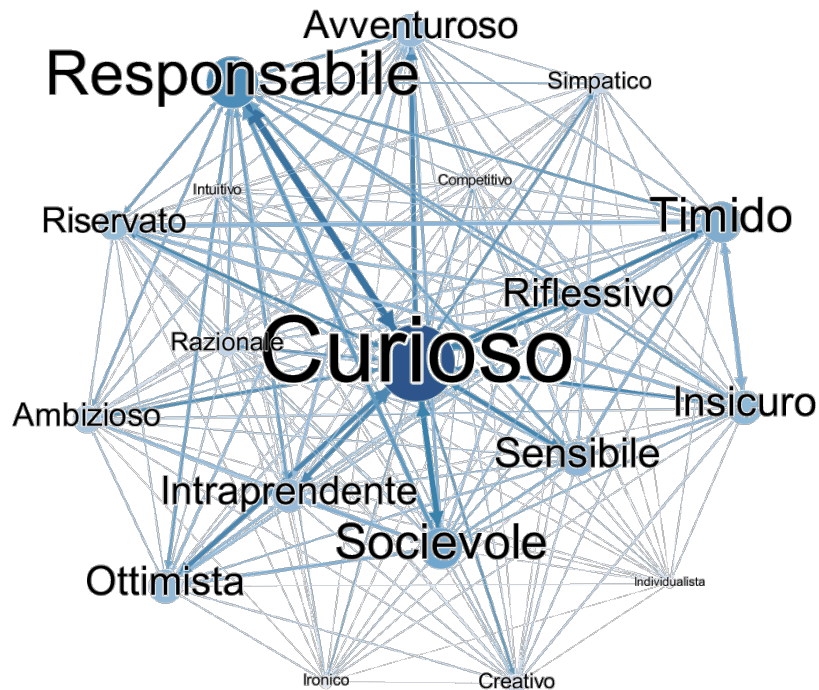 Avventuroso
Responsabile
Simpatico
Intuitivo
Competitivo
Riservato
Timido
Riflessivo
Razionale
Curioso
Ambizioso
Insicuro
Sensibile
Intraprendente
Socievole
Ottimista
Individualista
Ironico
Creativo